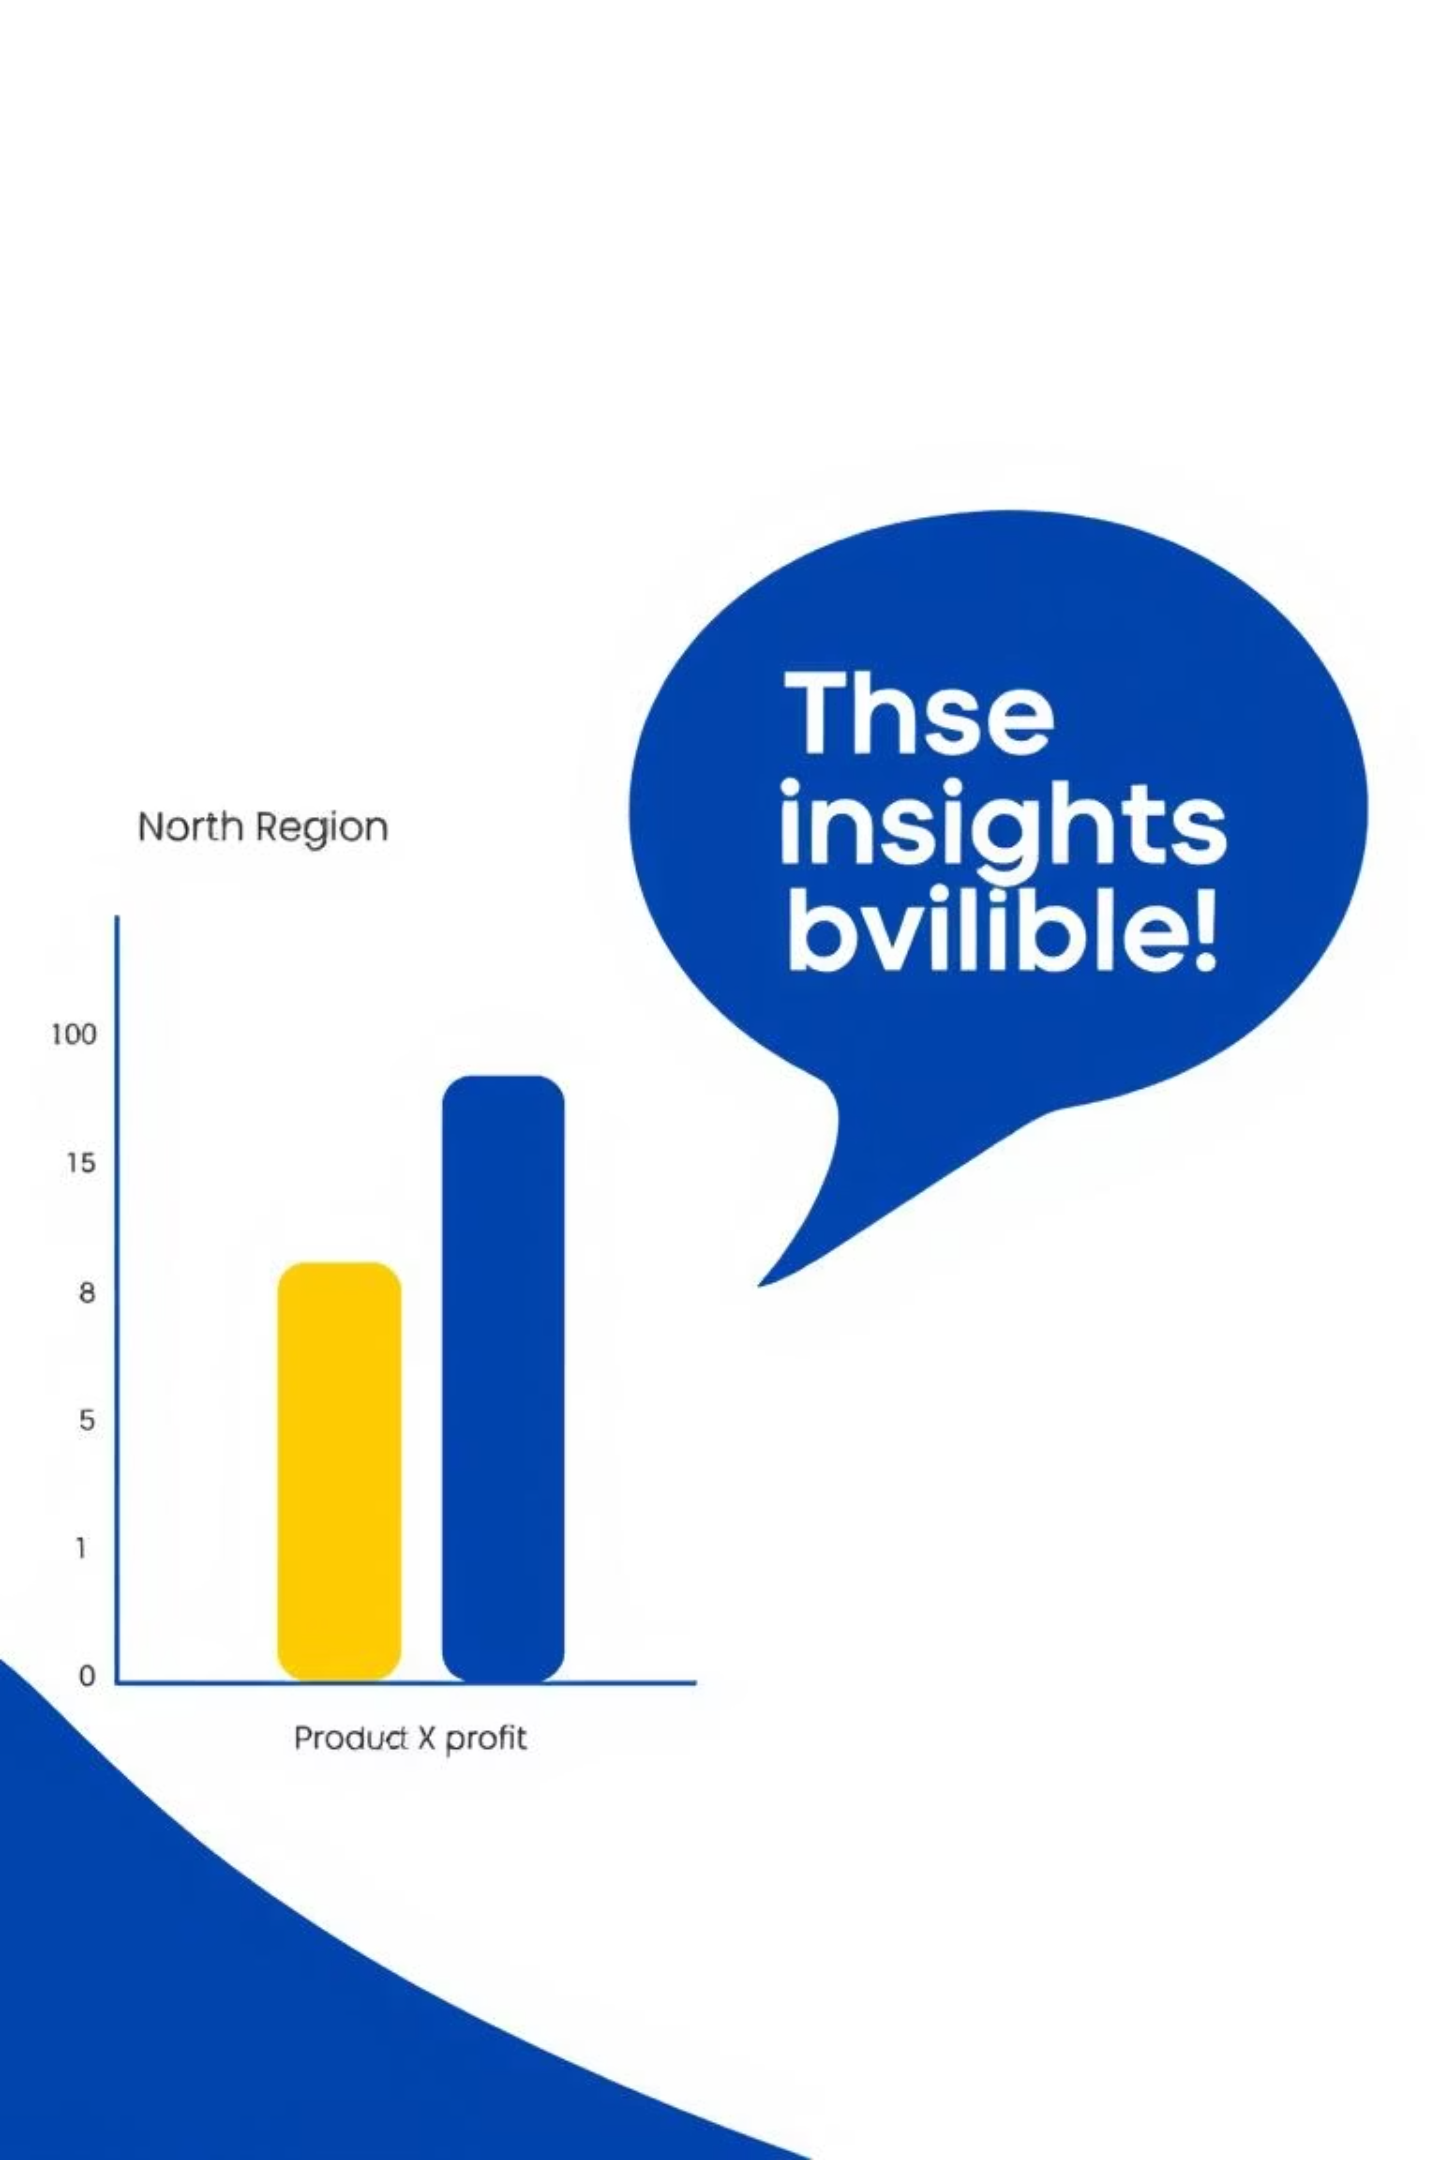 Thse
insights
bvilible!
North Region
100
15
8
5
1
0
Product X profit